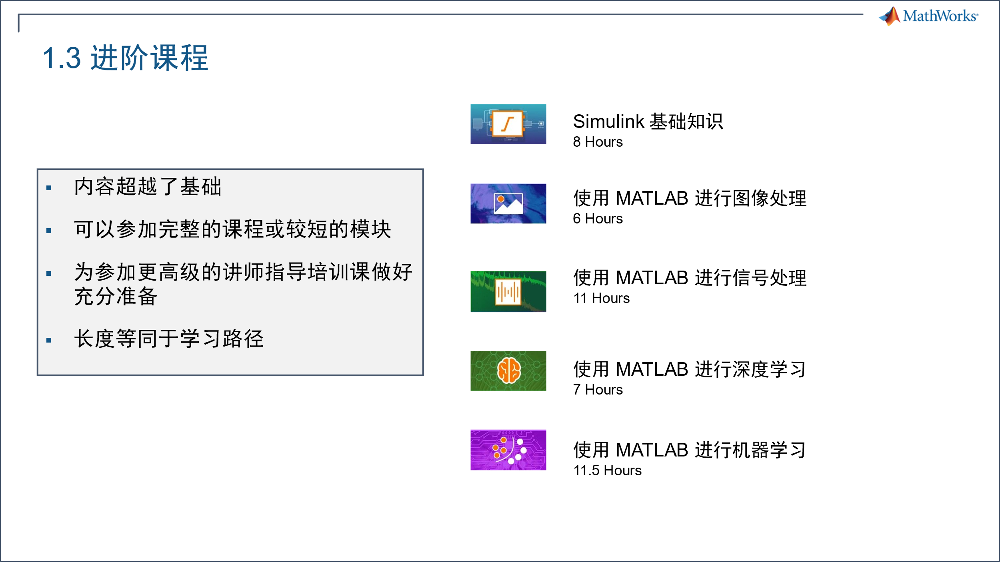 MathWorks
1.3 进阶课程
内容超越了基础
可以参加完整的课程或较短的模块
为参加更高级的讲师指导培训课做好
充分准备
长度等同于学习路径
Simulink 基础知识
8 Hours
使用 MATLAB 进行图像处理
6 Hours
使用 MATLAB 进行信号处理
11 Hours
使用 MATLAB 进行深度学习
7 Hours
使用 MATLAB 进行机器学习
11.5 Hours